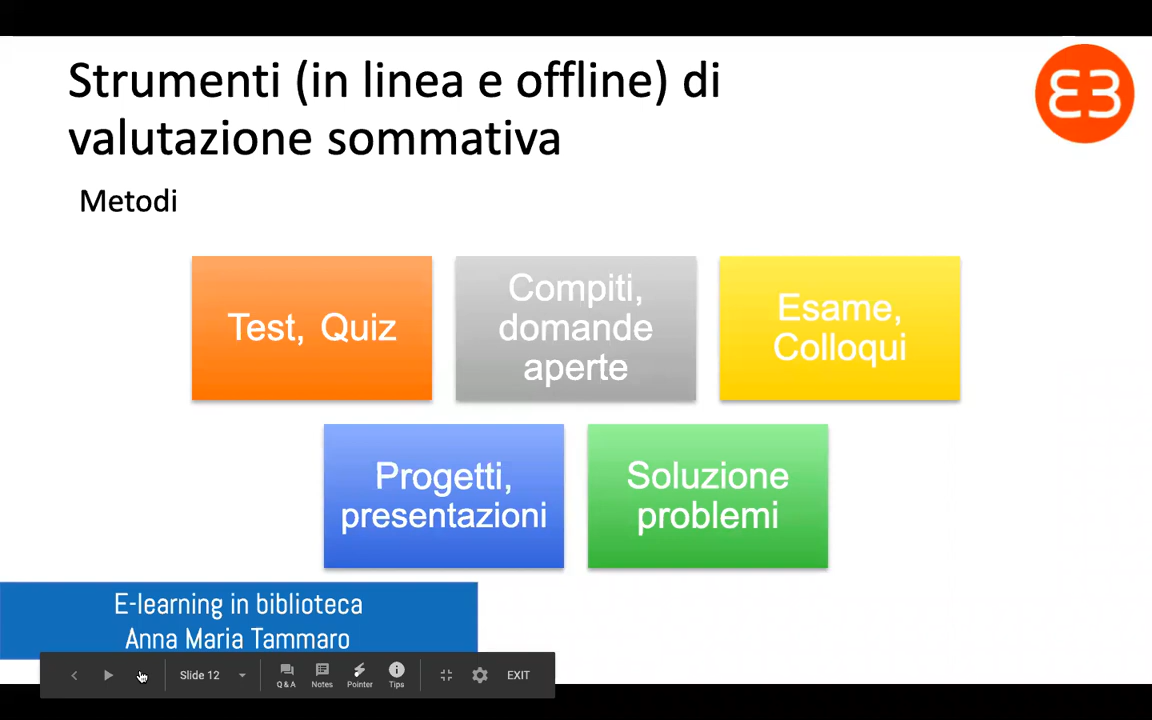 Strumenti (in linea e offline) di
valutazione sommativa
Metodi
Test, Quiz
Compiti,
domande
aperte
Esame,
Colloqui
Progetti,
presentazioni
Soluzione
problemi
E-learning in biblioteca
Anna Maria Tammaro
Slide 12
Q & A
Notes
Pointer
Tips
EXIT